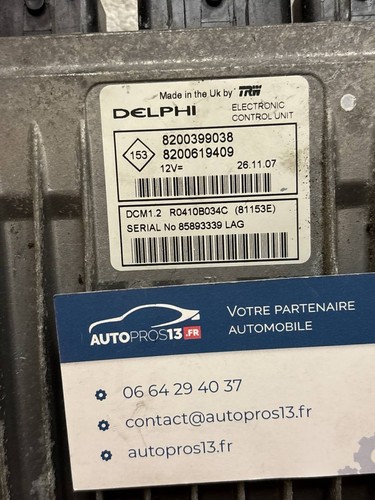 Made in the Uk by TRW
DELPHI
ELECTRONIC
CONTROL UNIT
153
8200399038
8200619409
12V=
26.11.07
DCM1.2 R0410B034C (81153E)
SERIAL No 85893339 LAG
AUTOPROS13.FR
VOTRE PARTENAIRE
AUTOMOBILE
06 64 29 40 37
contact@autopros13.fr
autopros13.fr